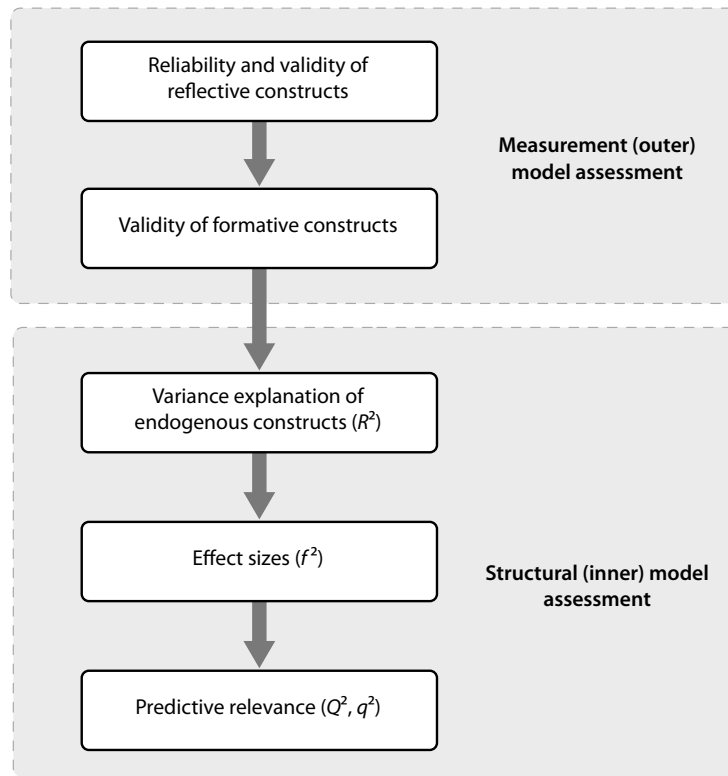 Reliability and validity of
reflective constructs
Measurement (outer)
model assessment
Validity of formative constructs
Variance explanation of
endogenous constructs (R²)
Effect sizes (f²)
Structural (inner) model
assessment
Predictive relevance (Q², q²)